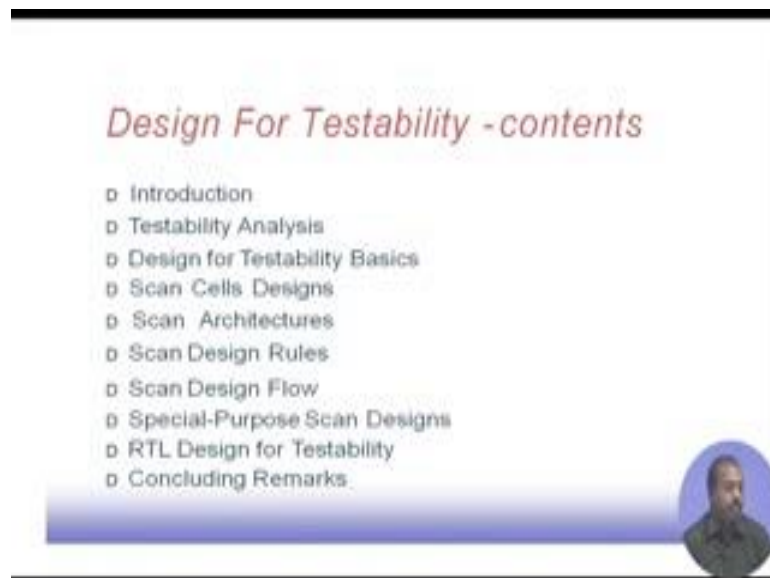 Design For Testability - contents
Introduction
Testability Analysis
Design for Testability Basics
Scan Cells Designs
Scan Architectures
Scan Design Rules
Scan Design Flow
Special-Purpose Scan Designs
RTL Design for Testability
Concluding Remarks